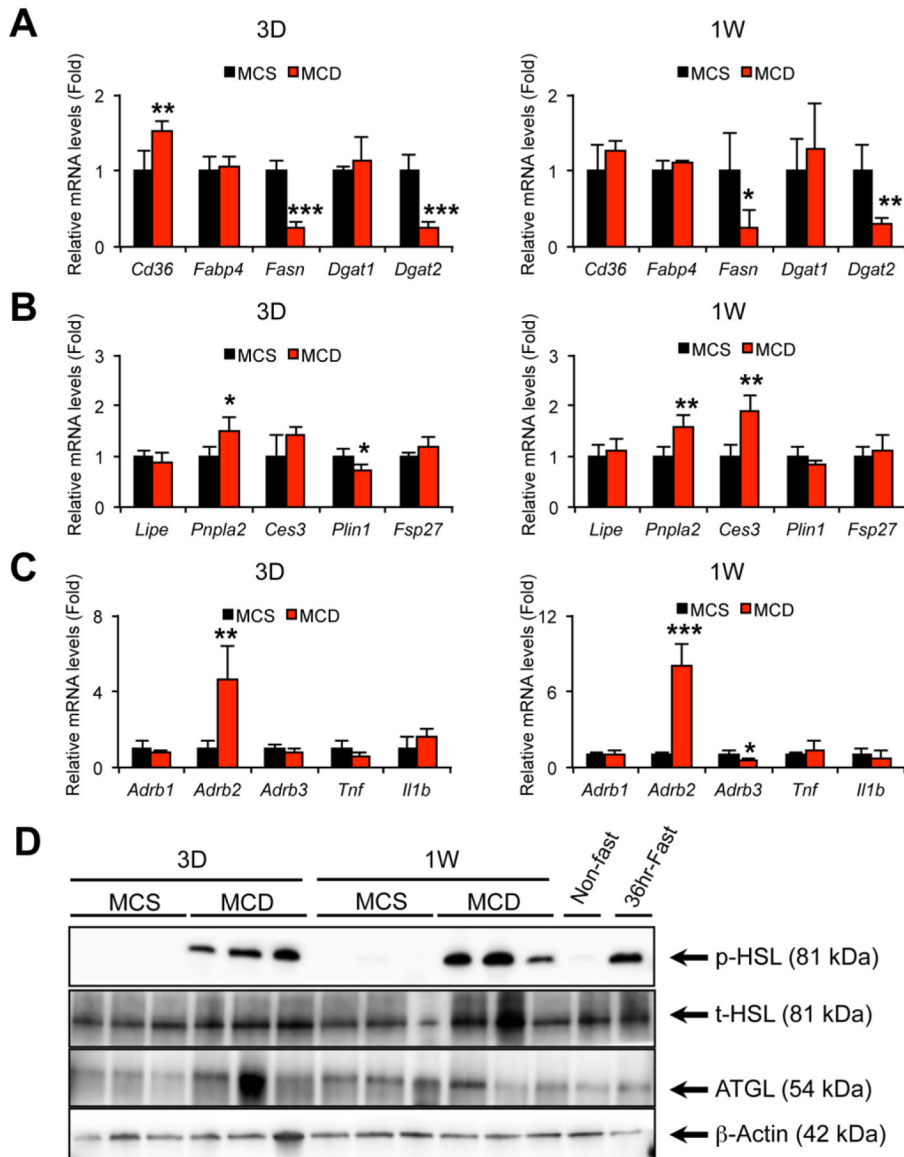 A
3D
1W
Relative mRNA levels (Fold)
MCS MCD
2
1
0
**
***
***
Cd36 Fabp4 Fasn Dgat1 Dgat2
Relative mRNA levels (Fold)
MCS MCD
2
1
0
*
**
Cd36 Fabp4 Fasn Dgat1 Dgat2
B
3D
1W
Relative mRNA levels (Fold)
MCS MCD
3
2
1
0
*
*
Lipe Pnpla2 Ces3 Plin1 Fsp27
Relative mRNA levels (Fold)
MCS MCD
3
2
1
0
**
**
Lipe Pnpla2 Ces3 Plin1 Fsp27
C
3D
1W
Relative mRNA levels (Fold)
MCS MCD
8
4
0
**
Adrb1 Adrb2 Adrb3 Tnf Il1b
Relative mRNA levels (Fold)
MCS MCD
12
8
4
0
***
*
Adrb1 Adrb2 Adrb3 Tnf Il1b
D
3D 1W
MCS MCD MCS MCD Non-fast 36hr-Fast
p-HSL (81 kDa)
t-HSL (81 kDa)
ATGL (54 kDa)
β-Actin (42 kDa)